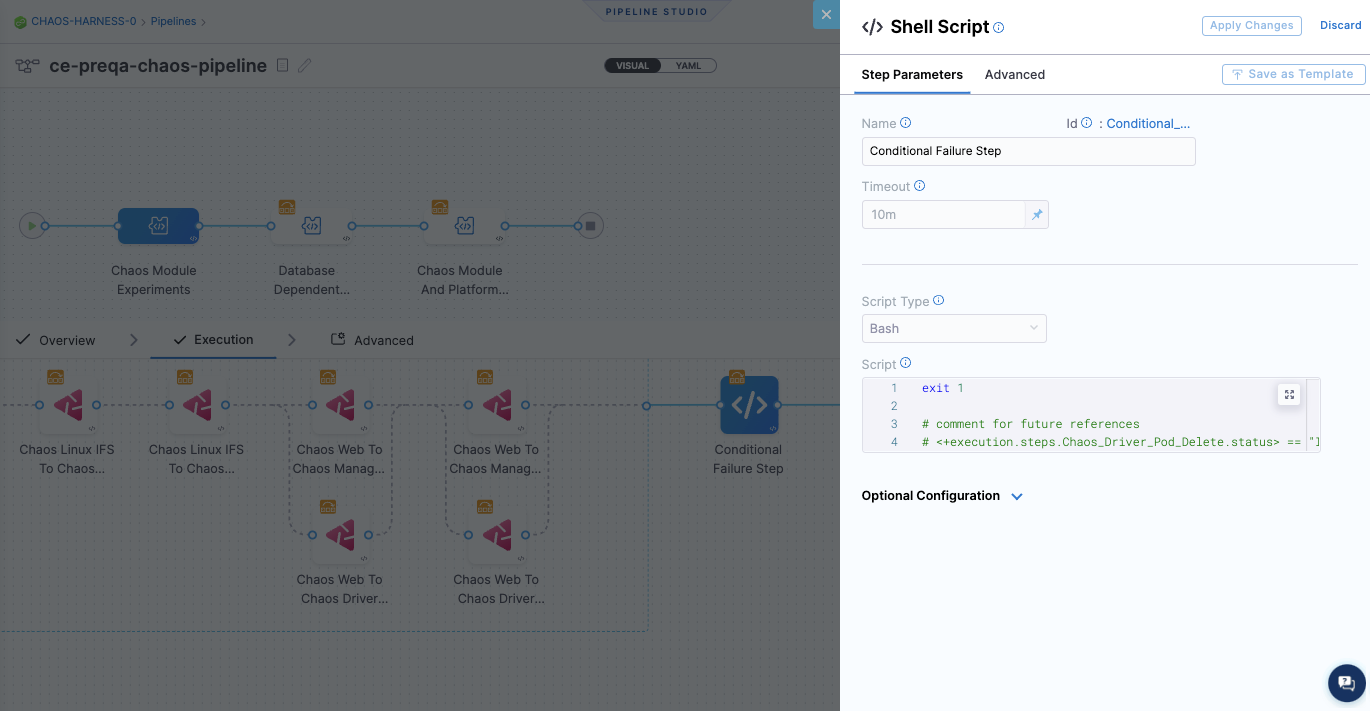 CHAOS-HARNESS-0 > Pipelines >
PIPELINE STUDIO
ce-preqa-chaos-pipeline
VISUAL
YAML
Chaos Module
Experiments
Database
Dependent...
Chaos Module
And Platform...
Overview
Execution
Advanced
Chaos Linux IFS
To Chaos...
Chaos Linux IFS
To Chaos...
Chaos Web To
Chaos Manag...
Chaos Web To
Chaos Manag...
Conditional
Failure Step
Chaos Web To
Chaos Driver...
Chaos Web To
Chaos Driver...
</> Shell Script
Apply Changes
Discard
Step Parameters
Advanced
Save as Template
Name
Id : Conditional_...
Conditional Failure Step
Timeout
10m
Script Type
Bash
Script
1 exit 1
2
3 # comment for future references
4 # <+execution.steps.Chaos_Driver_Pod_Delete.status> == "]
Optional Configuration